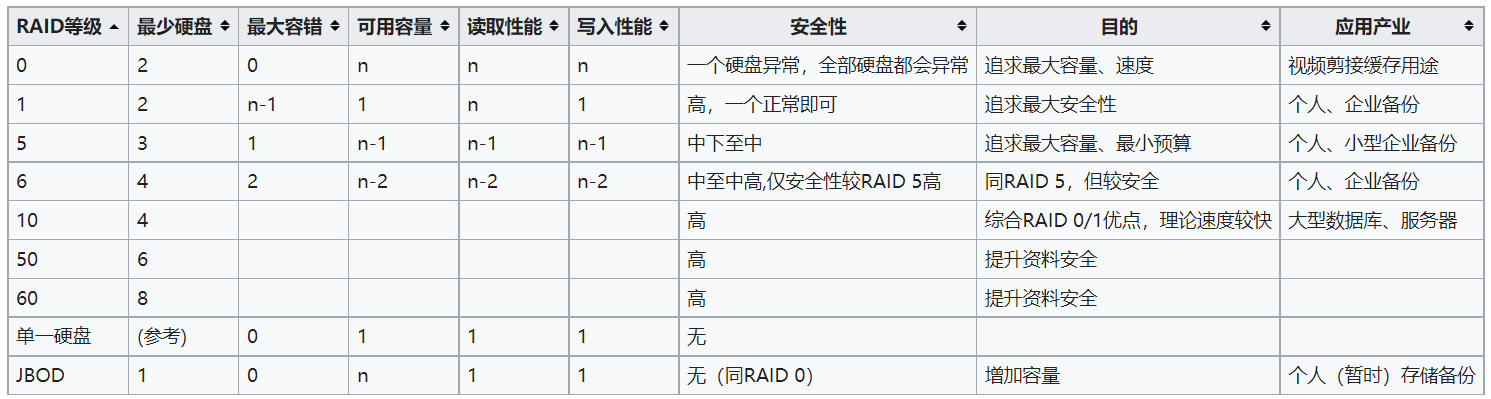 RAID等级 最少硬盘 最大容错 可用容量 读取性能 写入性能 安全性 目的 应用产业
0 2 0 n n n 一个硬盘异常，全部硬盘都会异常 追求最大容量、速度 视频剪接缓存用途
1 2 n-1 1 n 1 高，一个正常即可 追求最大安全性 个人、企业备份
5 3 1 n-1 n-1 n-1 中下至中 追求最大容量、最小预算 个人、小型企业备份
6 4 2 n-2 n-2 n-2 中至中高,仅安全性较RAID 5高 同RAID 5，但较安全 个人、企业备份
10 4 高 综合RAID 0/1优点，理论速度较快 大型数据库、服务器
50 6 高 提升资料安全
60 8 高 提升资料安全
单一硬盘 (参考) 0 1 1 1 无
JBOD 1 0 n 1 1 无（同RAID 0） 增加容量 个人（暂时）存储备份